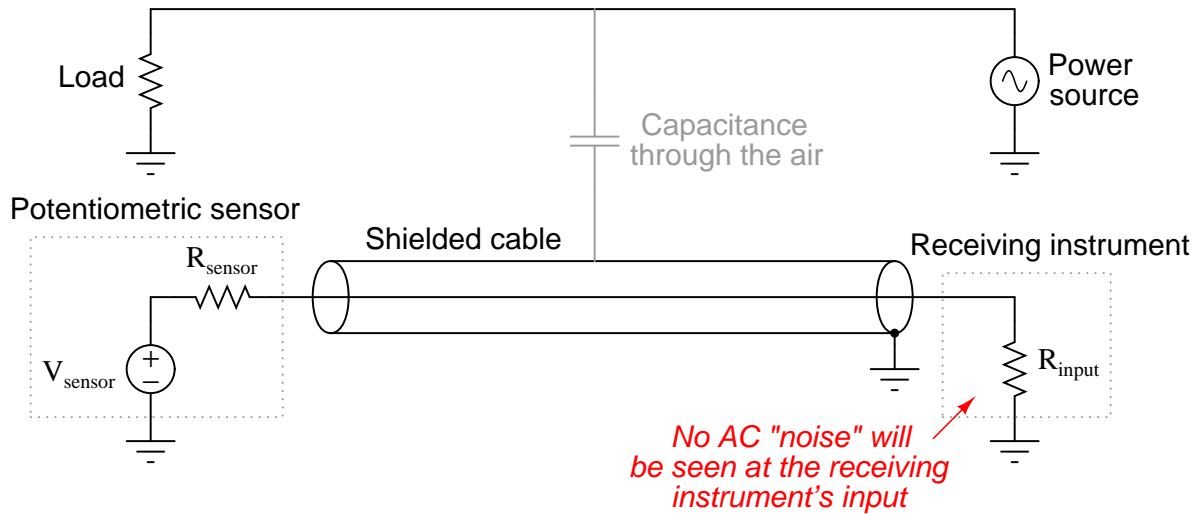 Load
Power
source
Capacitance
through the air
Potentiometric sensor
Shielded cable
Receiving instrument
Rsensor
Vsensor
+
−
Rinput
No AC "noise" will
be seen at the receiving
instrument's input